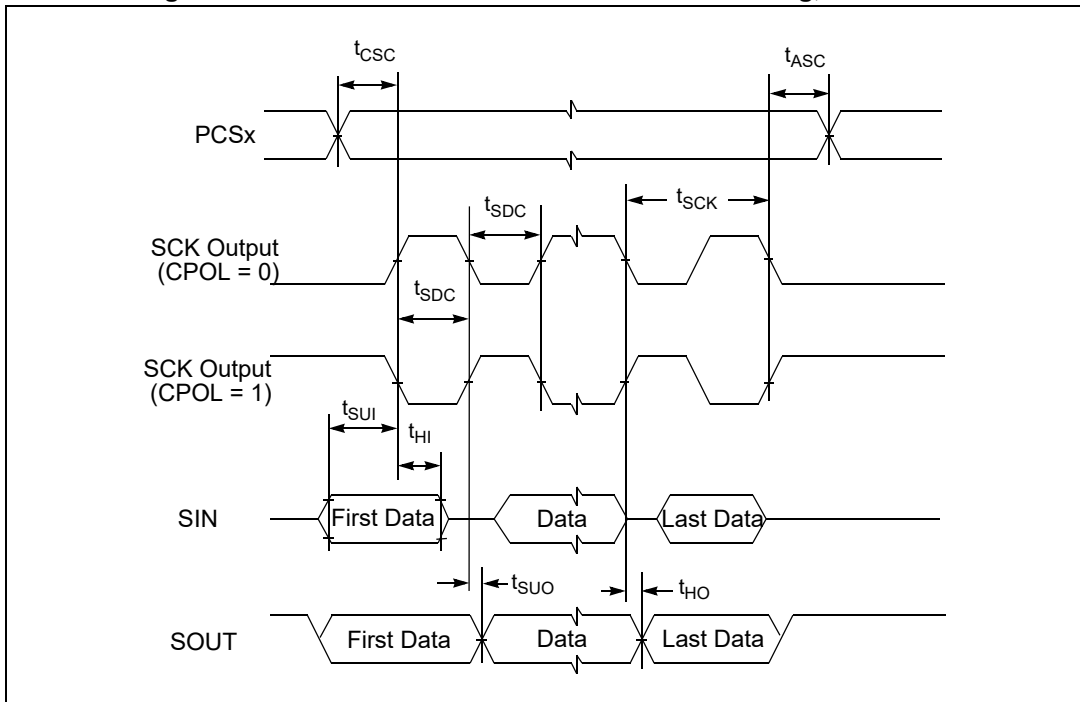 tCSC
tASC
PCSx
tSCK
tSDC
SCK Output
(CPOL = 0)
tSDC
SCK Output
(CPOL = 1)
tSUI
tHI
SIN
First Data
Data
Last Data
tSUO
tHO
SOUT
First Data
Data
Last Data